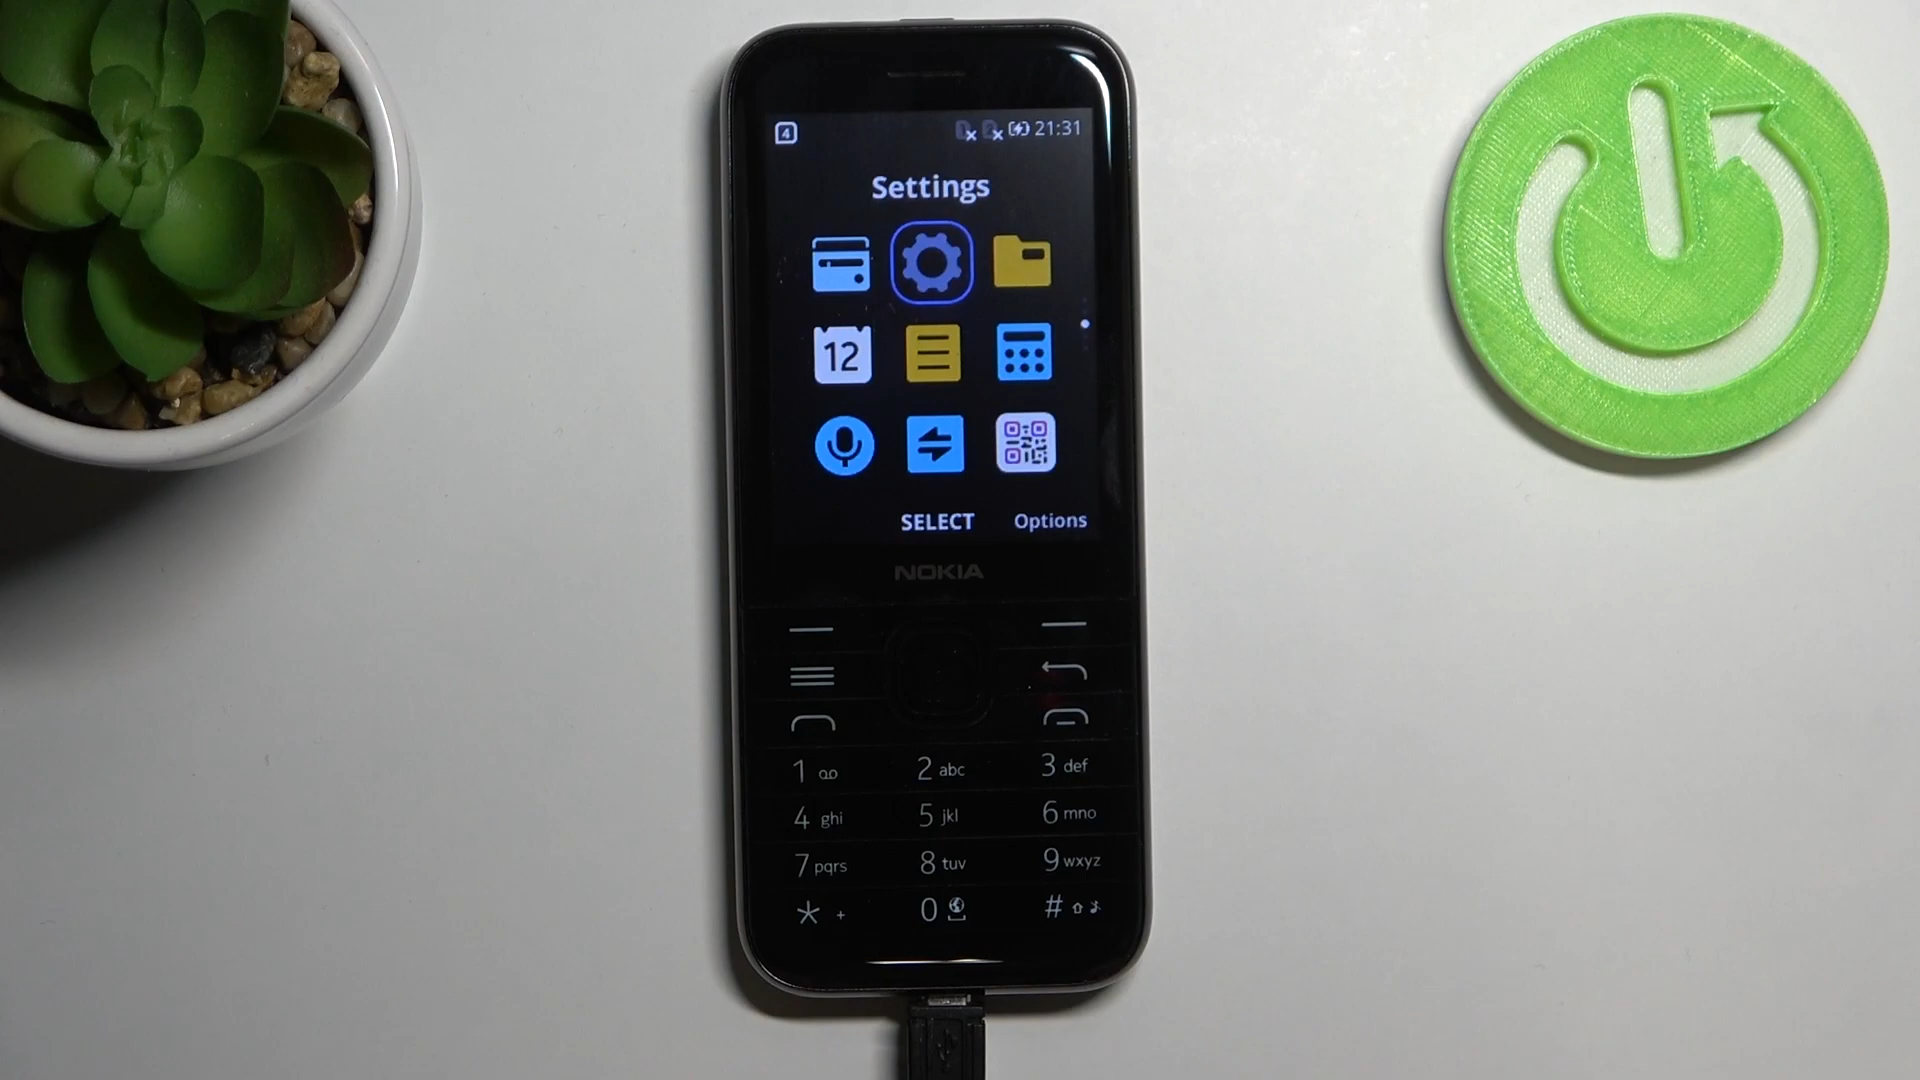 4 21:31
Settings
12
SELECT Options
NOKIA
1 2 abc 3 def
4 ghi 5 jkl 6 mno
7 pqrs 8 tuv 9 wxyz
* + 0 #